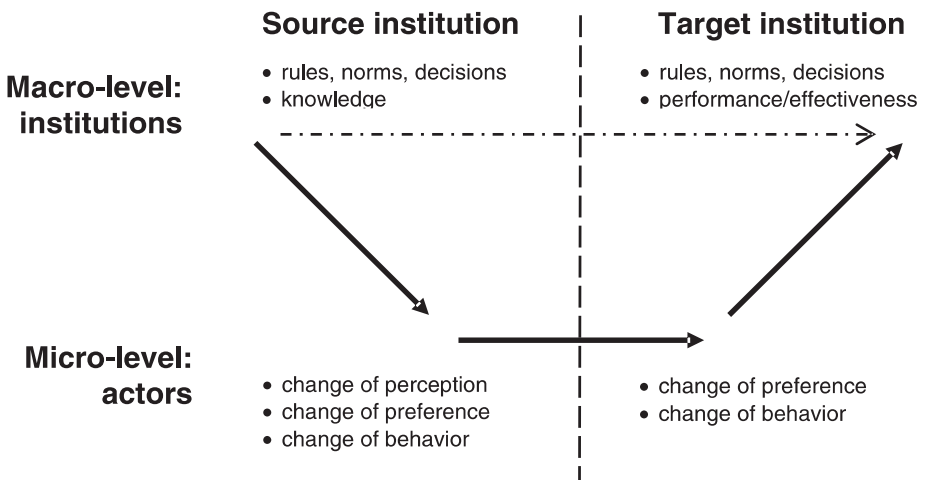 Source institution
Target institution
Macro-level:
institutions
• rules, norms, decisions
• knowledge
• rules, norms, decisions
• performance/effectiveness
Micro-level:
actors
• change of perception
• change of preference
• change of behavior
• change of preference
• change of behavior